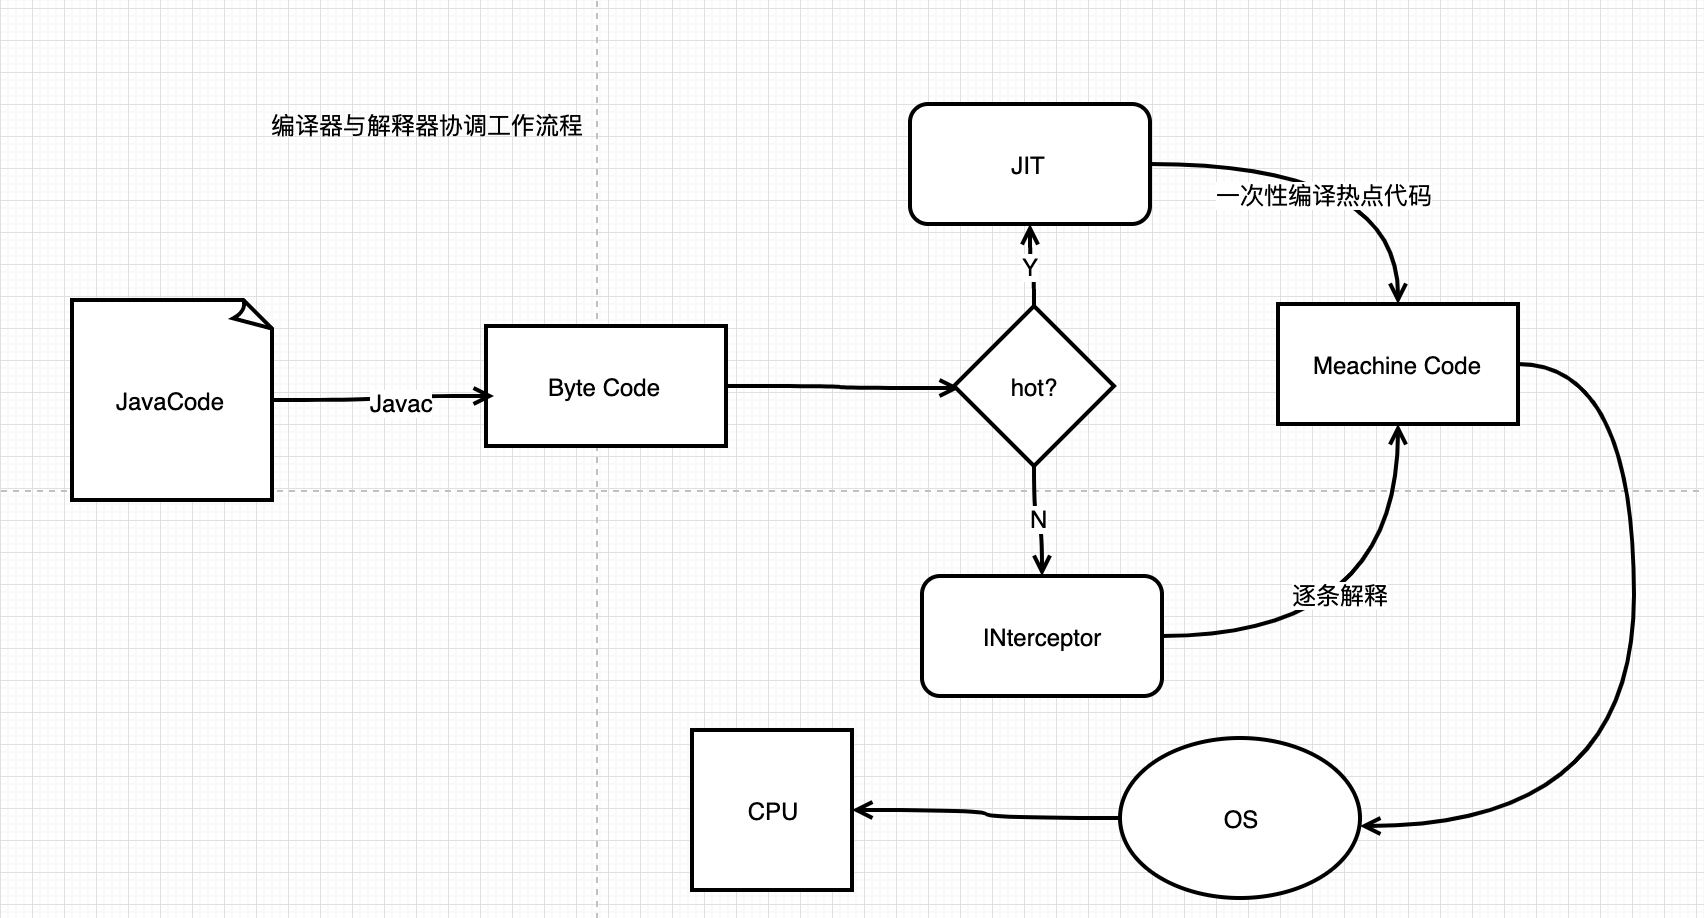 编译器与解释器协调工作流程
JIT
一次性编译热点代码
Y
JavaCode
Javac
Byte Code
hot?
Meachine Code
N
INterceptor
逐条解释
CPU
OS